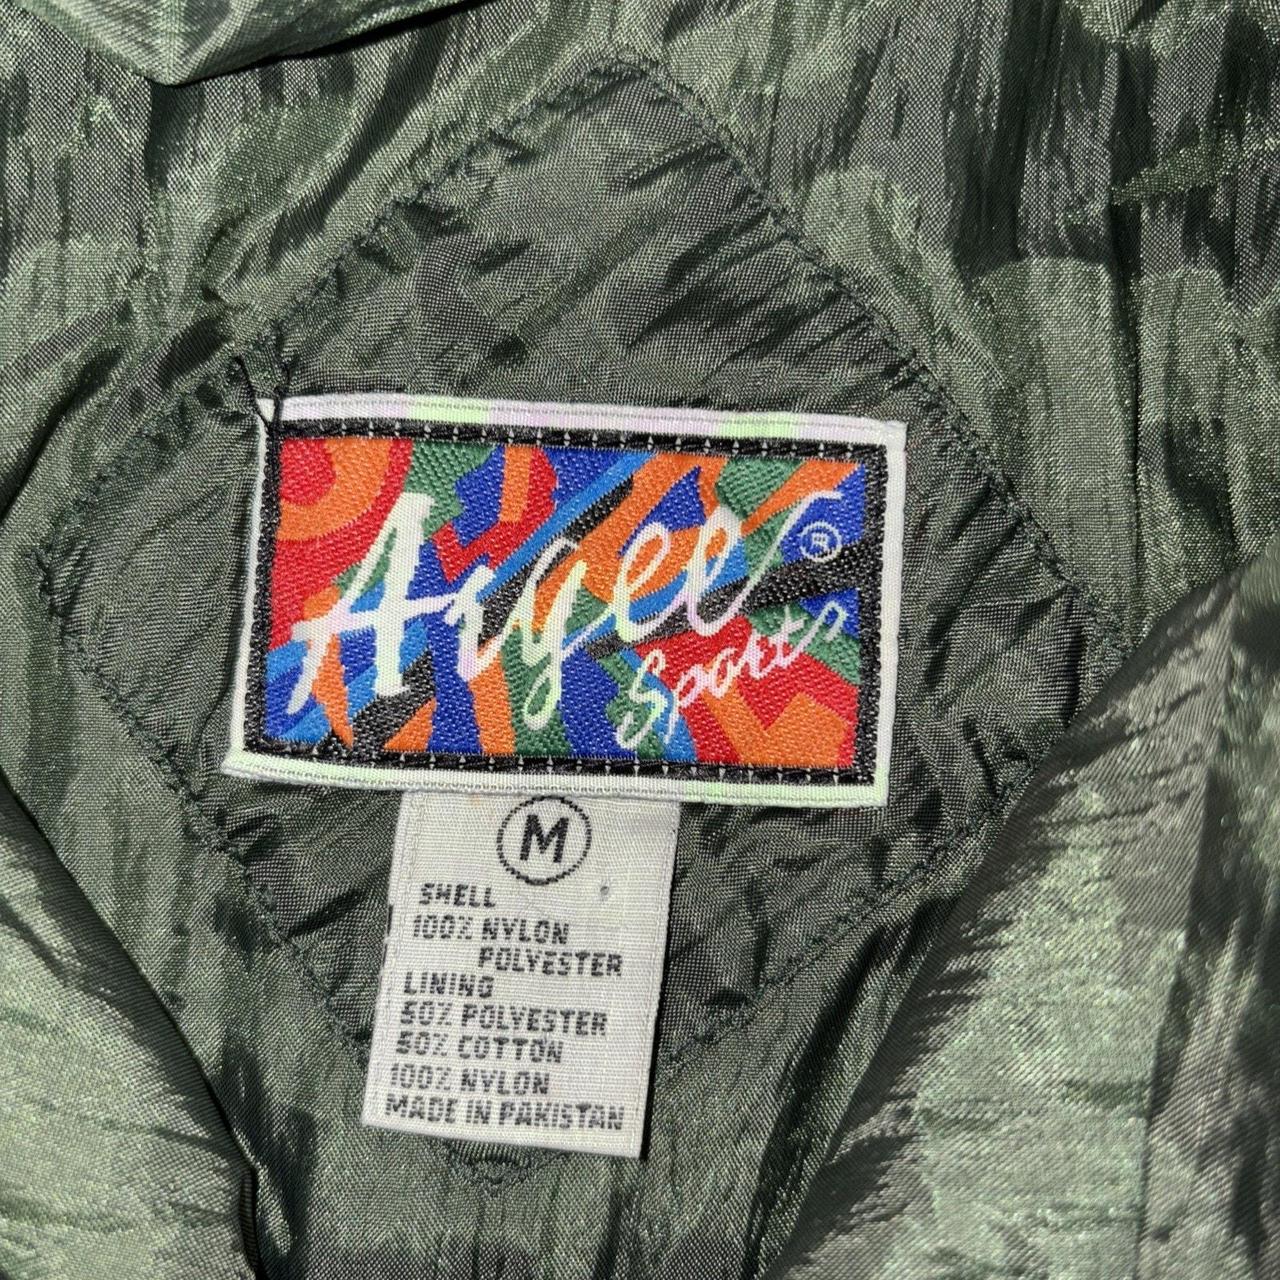 Argee ®
Sports
M
SHELL
100% NYLON
POLYESTER
LINING
50% POLYESTER
50% COTTON
100% NYLON
MADE IN PAKISTAN